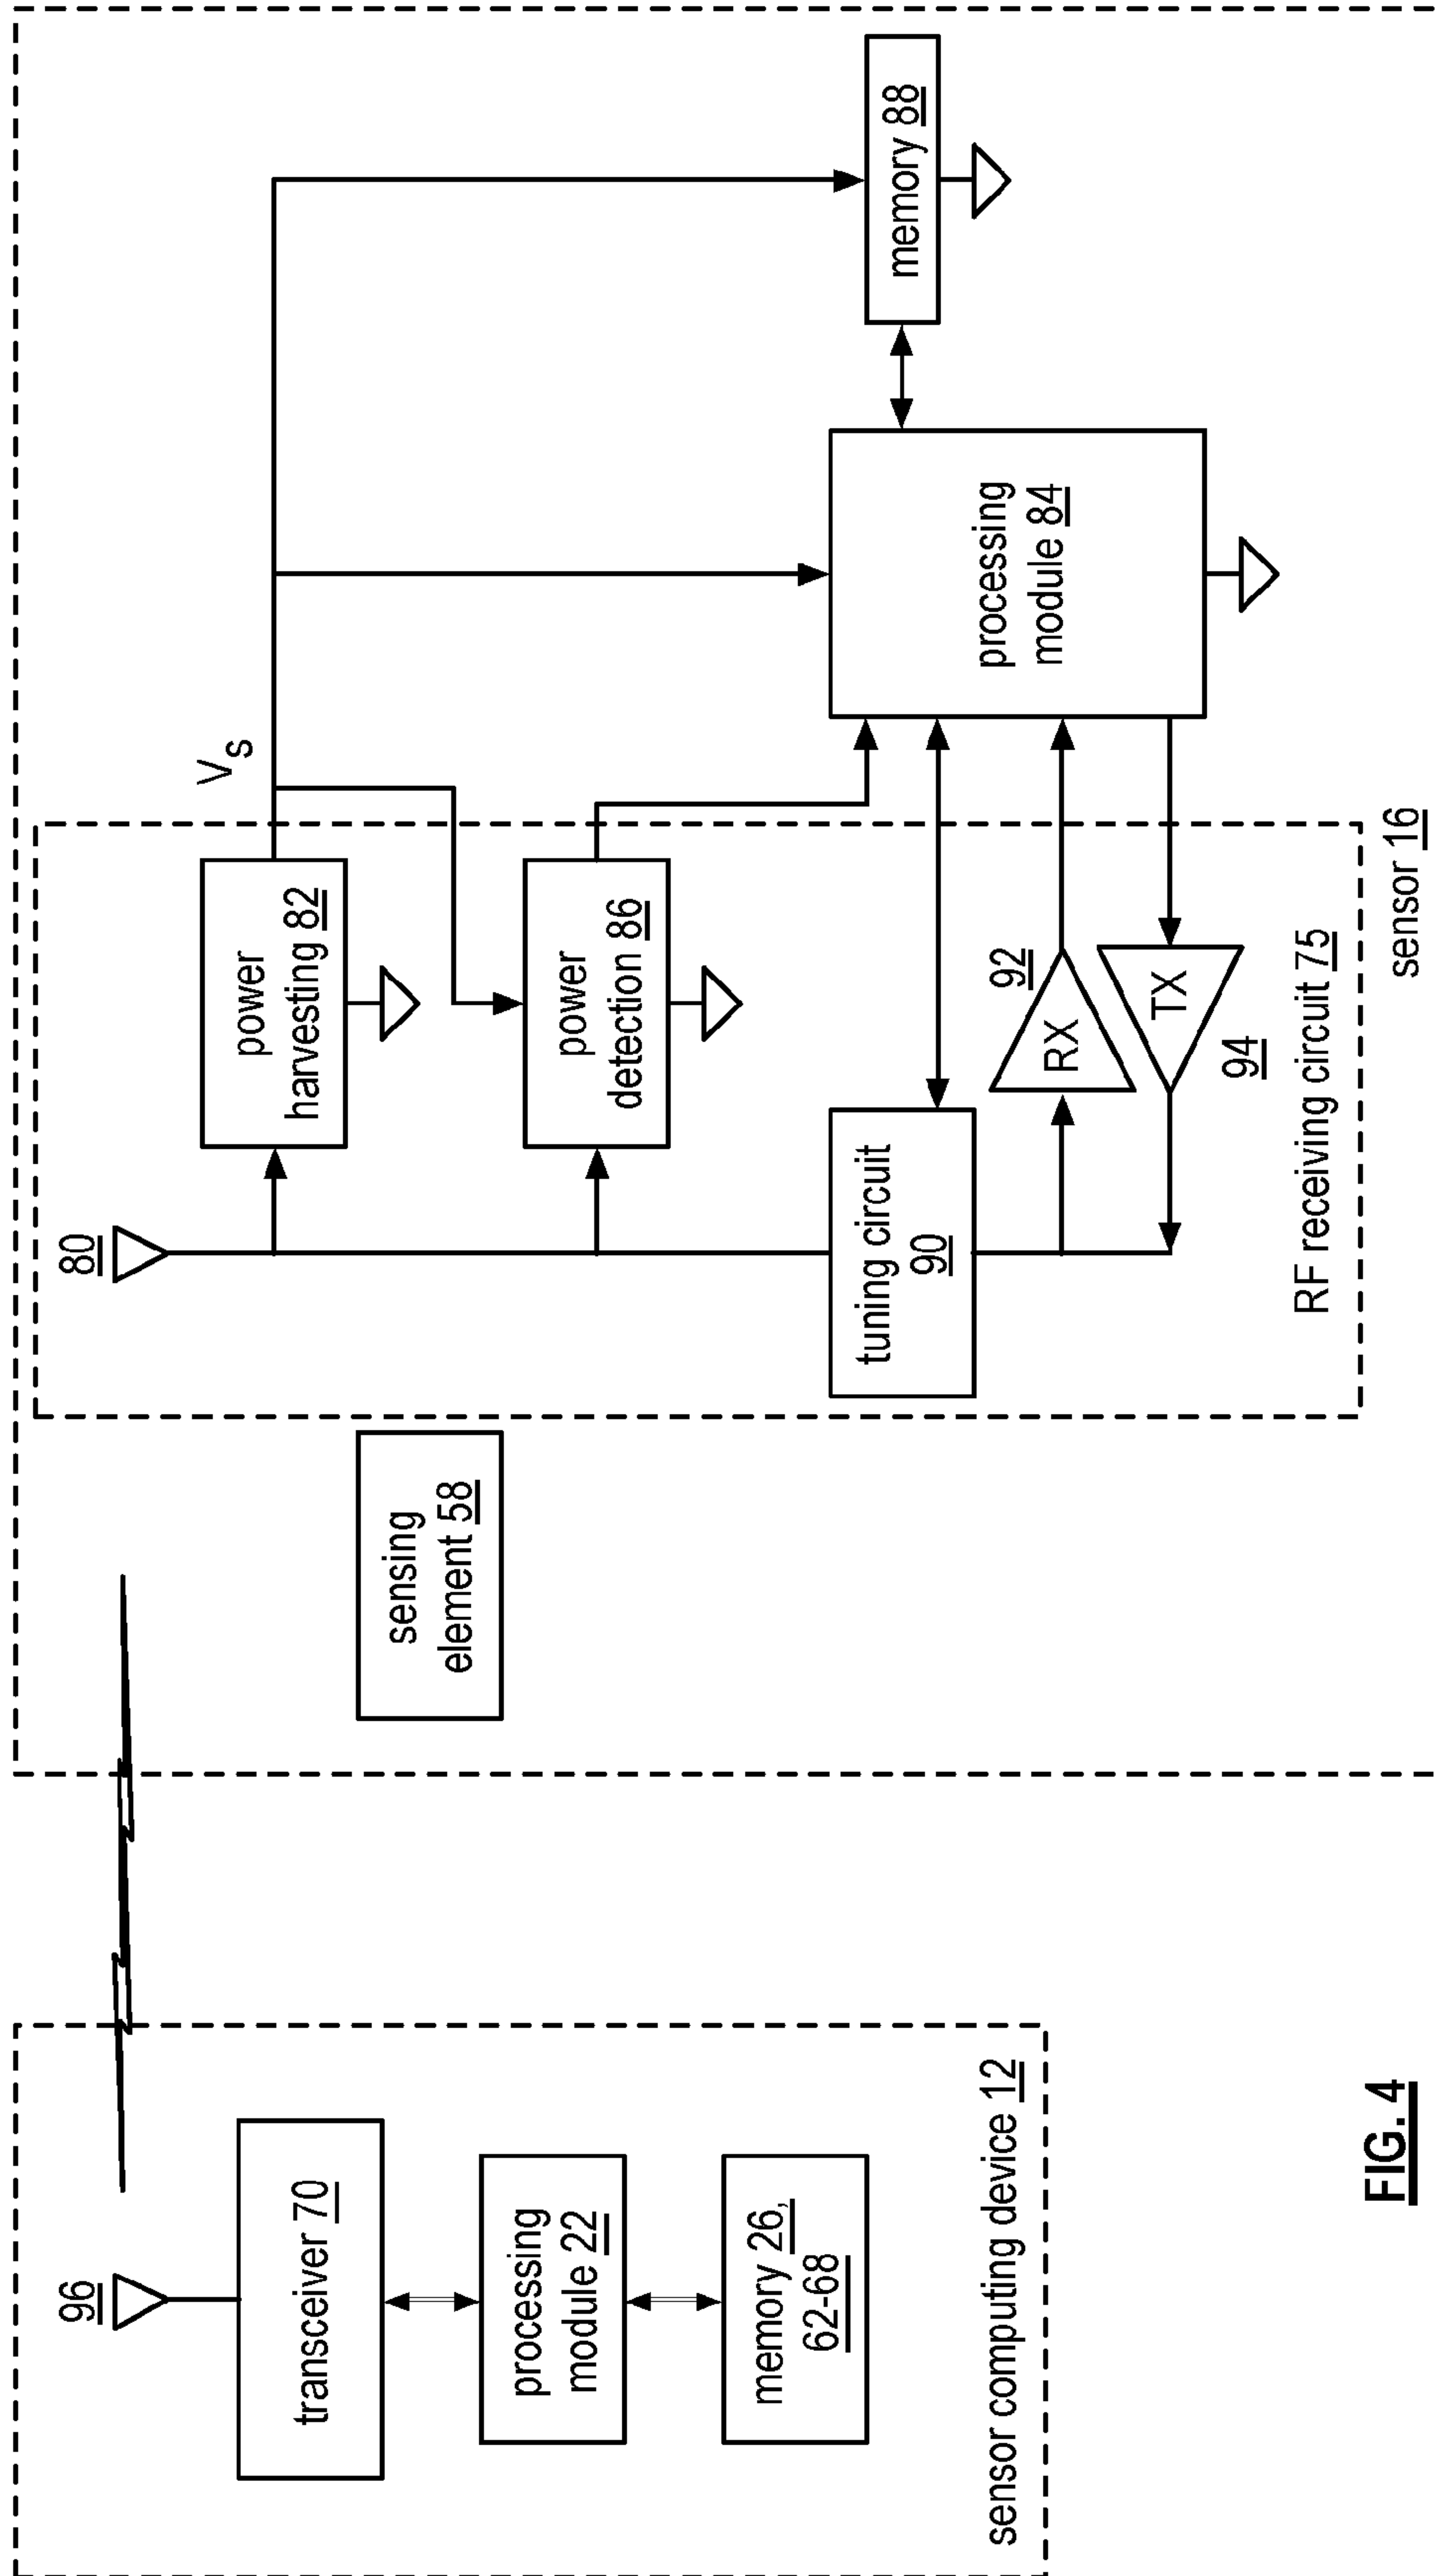 96
transceiver 70
processing
module 22
memory 26,
62-68
sensor computing device 12
sensing
element 58
80
power
harvesting 82
power
detection 86
tuning circuit
90
92
RX
TX
94
RF receiving circuit 75
Vs
processing
module 84
memory 88
sensor 16
FIG. 4